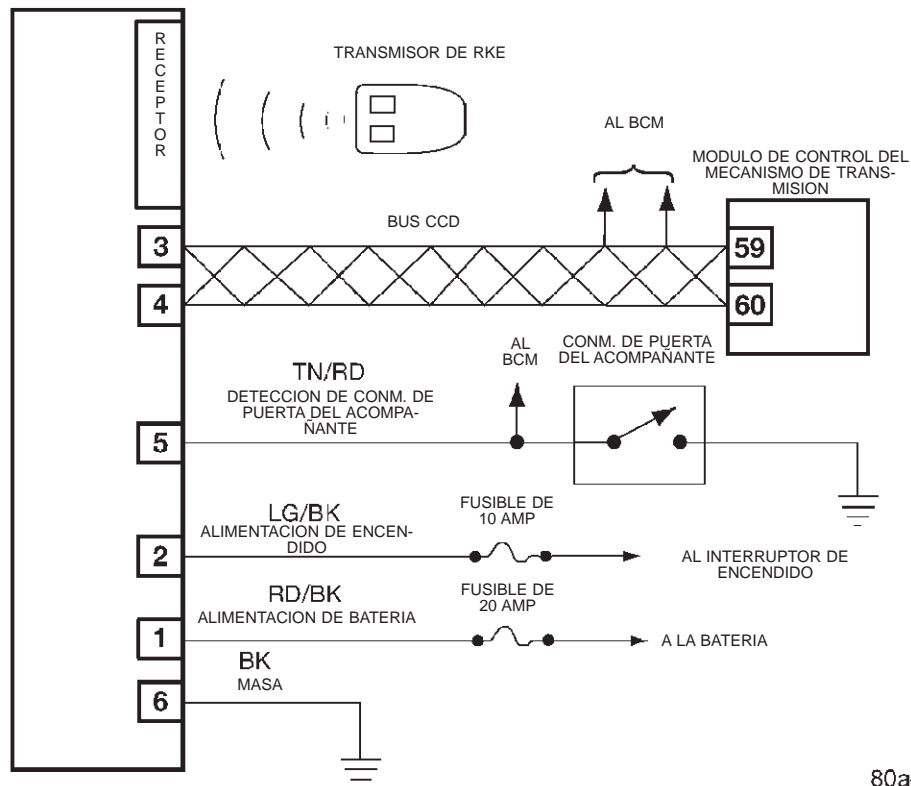 RECEPTOR
TRANSMISOR DE RKE
AL BCM
MODULO DE CONTROL DEL
MECANISMO DE TRANS-
MISION
BUS CCD
3
59
4
60
AL
BCM
CONM. DE PUERTA
DEL ACOMPAÑANTE
TN/RD
DETECCION DE CONM. DE
PUERTA DEL ACOMPA-
ÑANTE
5
LG/BK
ALIMENTACION DE ENCEN-
DIDO
FUSIBLE DE
10 AMP
2
AL INTERRUPTOR DE
ENCENDIDO
RD/BK
ALIMENTACION DE BATERIA
FUSIBLE DE
20 AMP
1
A LA BATERIA
BK
MASA
6
80a